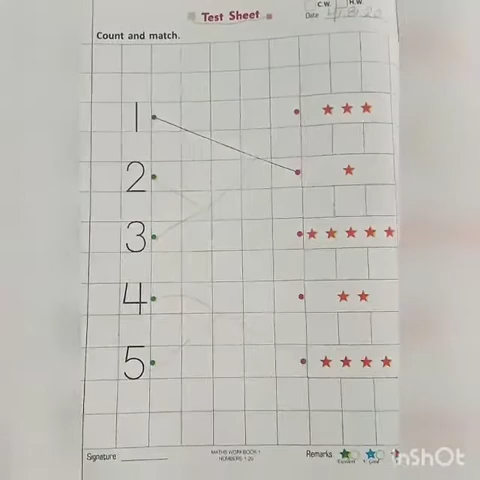 C.W. H.W.
Test Sheet
Date
Count and match.
1
2
3
4
5
Signature
MATHS WORKBOOK-1
NUMBERS 1-20
Remarks
Good
InShOt